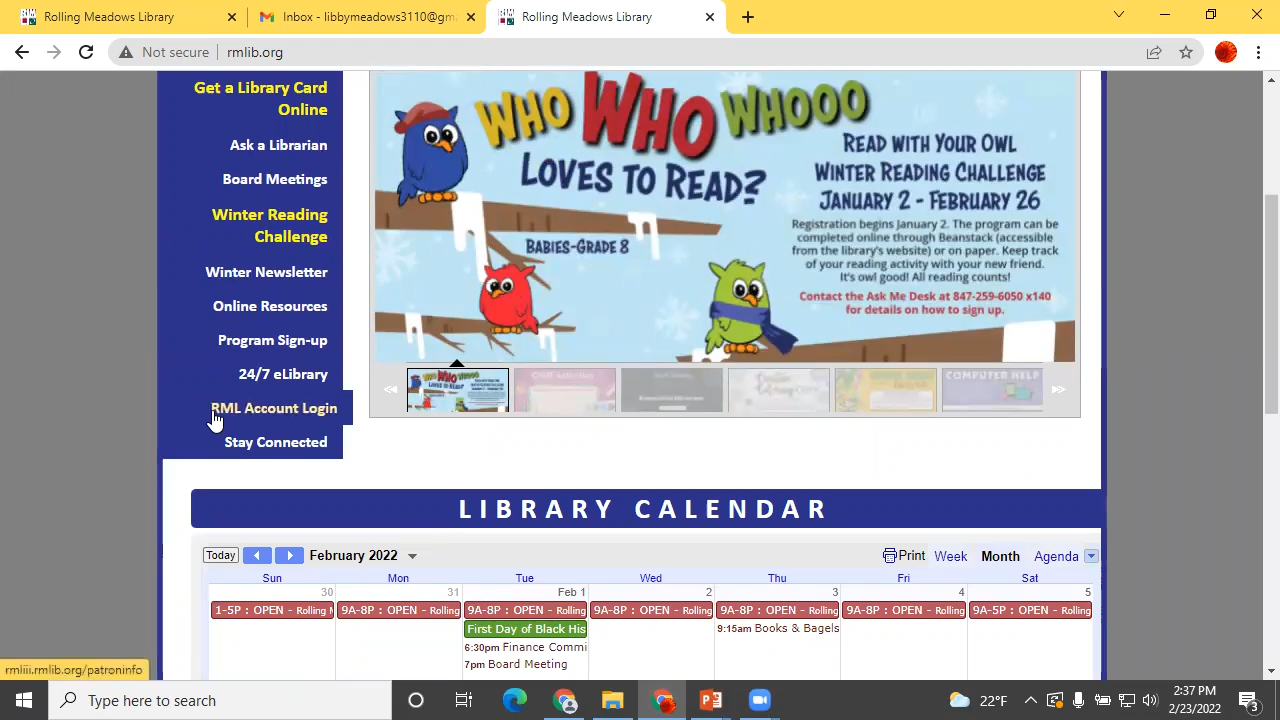 Rolling Meadows Library
Inbox - libbymeadows3110@gma
Rolling Meadows Library
Not secure
rmlib.org
Get a Library Card
Online
Ask a Librarian
Board Meetings
Winter Reading
Challenge
Winter Newsletter
Online Resources
Program Sign-up
24/7 eLibrary
RML Account Login
Stay Connected
WHO WHO WHOOO
LOVES TO READ?
BABIES-GRADE 8
READ WITH YOUR OWL
WINTER READING CHALLENGE
JANUARY 2 - FEBRUARY 26
REGISTRATION BEGINS JANUARY 2. THE PROGRAM CAN BE
COMPLETED ONLINE THROUGH BEANSTACK (ACCESSIBLE
FROM THE LIBRARY'S WEBSITE) OR ON PAPER. KEEP TRACK
OF YOUR READING ACTIVITY WITH YOUR NEW FRIEND.
IT'S OWL GOOD! ALL READING COUNTS!
CONTACT THE ASK ME DESK AT 847-259-6050 X140
FOR DETAILS ON HOW TO SIGN UP.
WHO WHO WHOOO
LOVES TO READ?
COMPUTER HELP
LIBRARY CALENDAR
Today
February 2022
Print
Week
Month
Agenda
Sun Mon Tue Wed Thu Fri Sat
30 31 Feb 1 2 3 4 5
1-5P : OPEN - Rolling
9A-8P : OPEN - Rolling
9A-8P : OPEN - Rolling
9A-8P : OPEN - Rolling
9A-8P : OPEN - Rolling
9A-8P : OPEN - Rolling
9A-5P : OPEN - Rolling
First Day of Black His
9:15am Books & Bagels
6:30pm Finance Commi
7pm Board Meeting
rmliii.rmlib.org/patroninfo
Type here to search
22°F
2:37 PM
2/23/2022
3